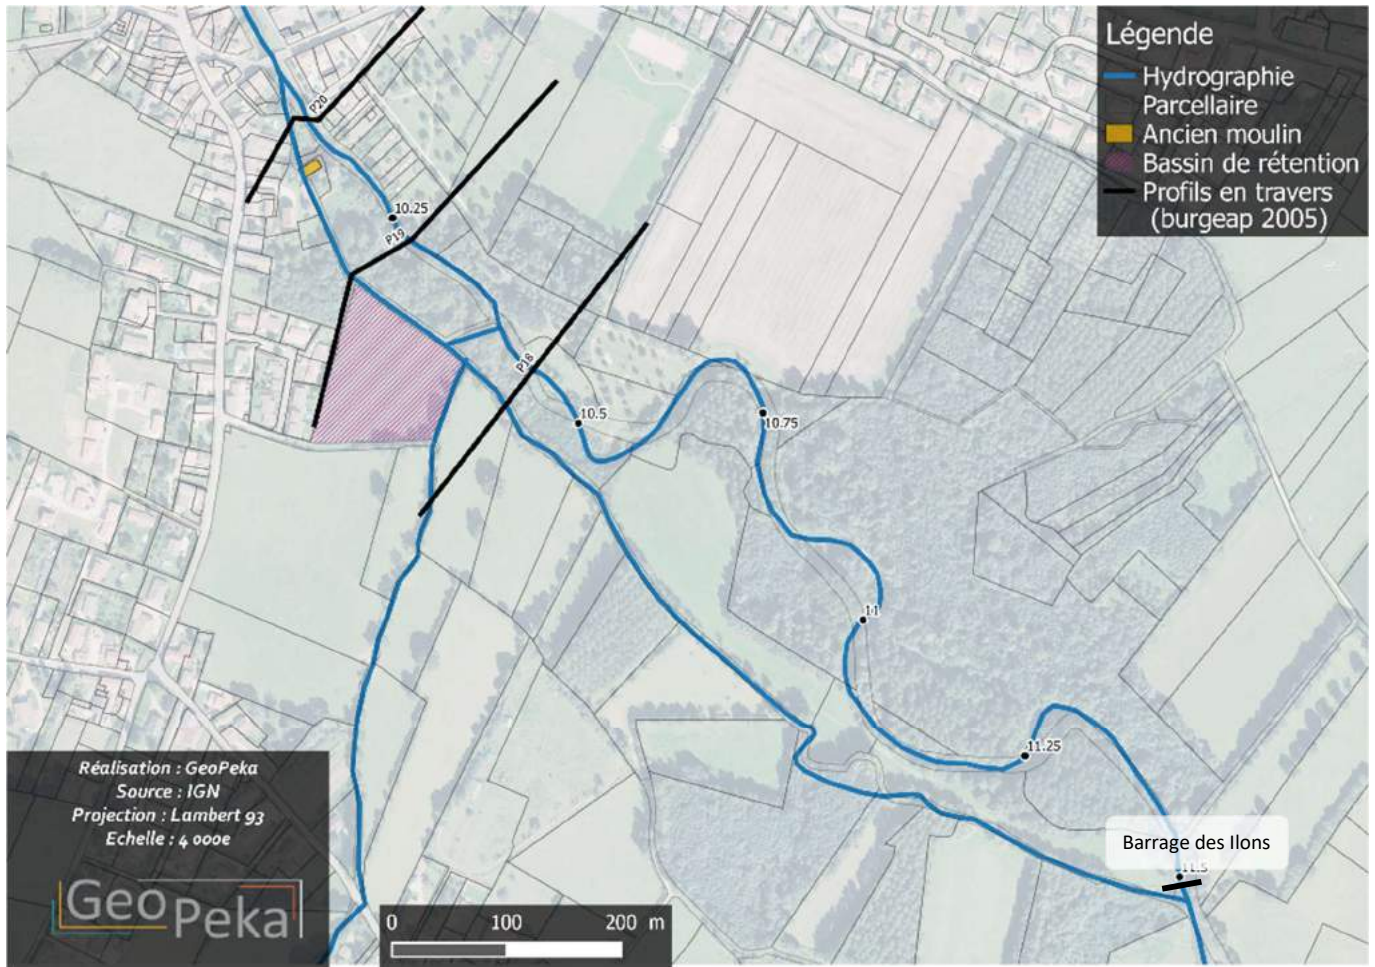 Légende
Hydrographie
Parcellaire
Ancien moulin
Bassin de rétention
Profils en travers
(burgeap 2005)
P20
10.25
P19
P18
10.5
10.75
11
11.25
Barrage des Ilons
11.5
Réalisation : GeoPeka
Source : IGN
Projection : Lambert 93
Echelle : 4 000e
GeoPeka
0 100 200 m